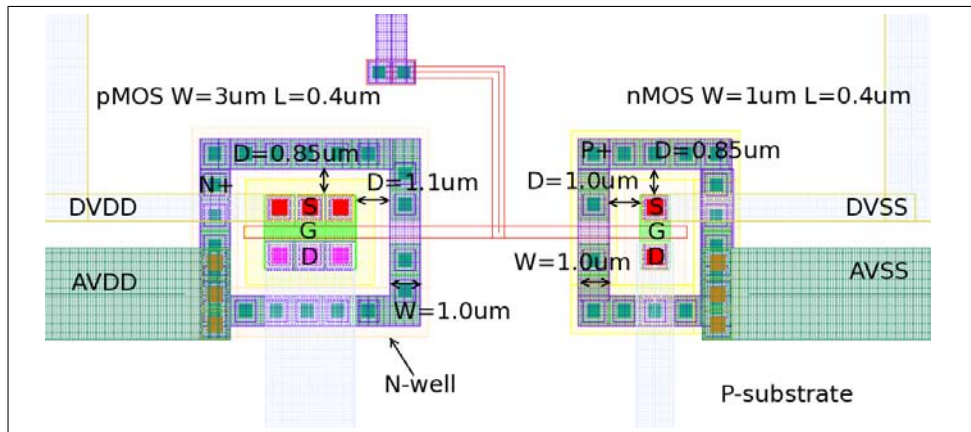 pMOS W=3um L=0.4um
nMOS W=1um L=0.4um
D=0.85um
P+
D=0.85um
N+
D=1.1um
D=1.0um
DVDD
S
S
DVSS
G
G
D
D
AVDD
W=1.0um
AVSS
W=1.0um
N-well
P-substrate